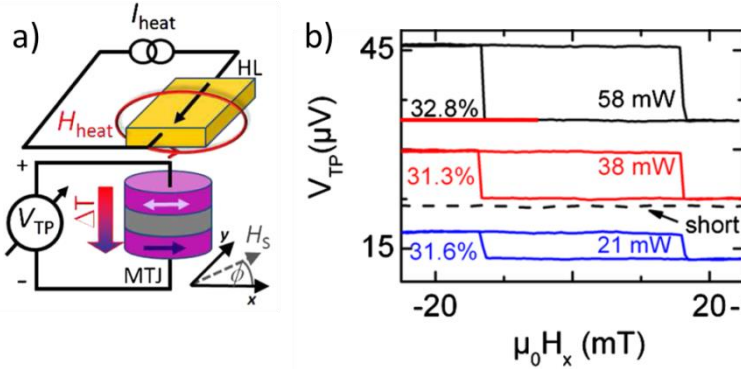 a)
I_heat
HL
H_heat
+
V_TP
ΔT
−
MTJ
y
H_S
ϕ
x
b)
V_TP (µV)
45
15
32.8%
58 mW
31.3%
38 mW
short
31.6%
21 mW
-20
20
µ₀Hₓ (mT)